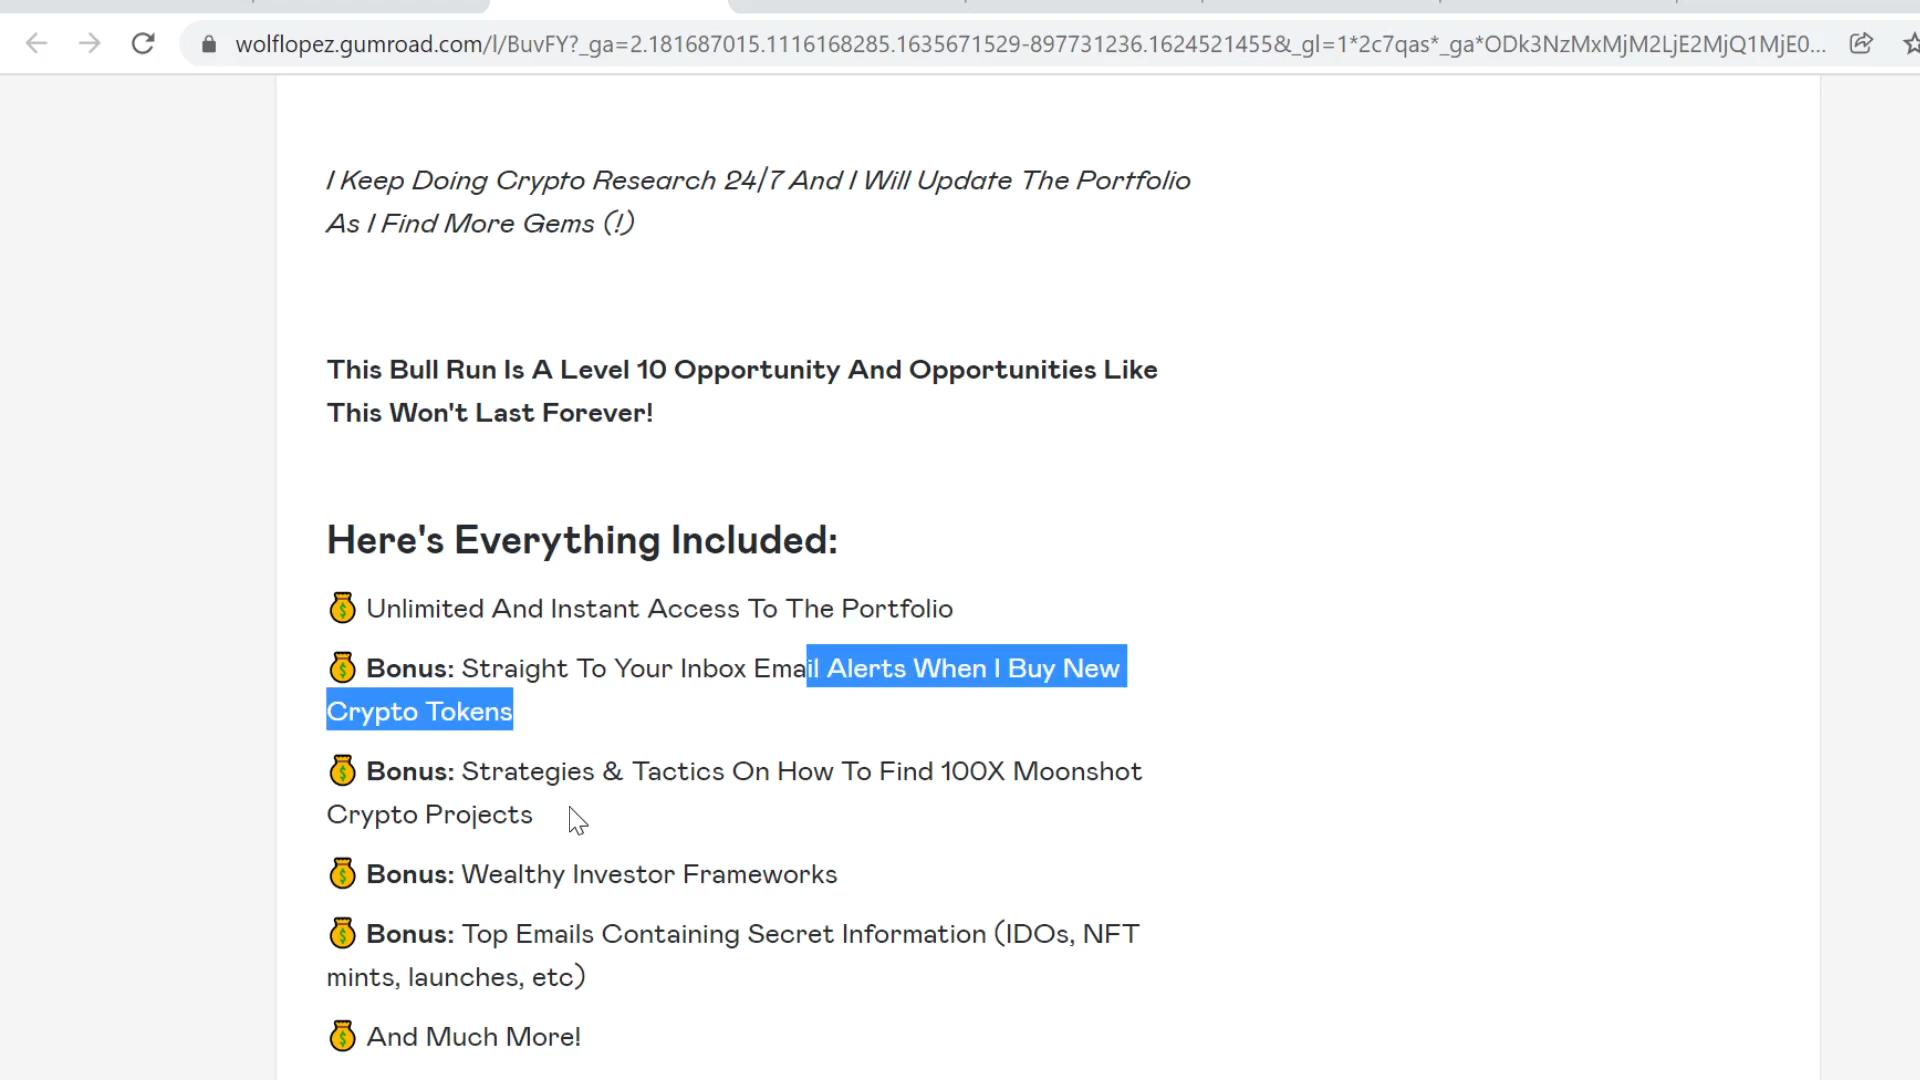 wolflopez.gumroad.com/l/BuvFY?_ga=2.181687015.1116168285.1635671529-897731236.1624521455&_gl=1*2c7qas*_ga*ODk3NzMxMjM2LjE2MjQ1MjE0...
I Keep Doing Crypto Research 24/7 And I Will Update The Portfolio
As I Find More Gems (!)
This Bull Run Is A Level 10 Opportunity And Opportunities Like
This Won't Last Forever!
Here's Everything Included:
💰 Unlimited And Instant Access To The Portfolio
💰 Bonus: Straight To Your Inbox Email Alerts When I Buy New
Crypto Tokens
💰 Bonus: Strategies & Tactics On How To Find 100X Moonshot
Crypto Projects
💰 Bonus: Wealthy Investor Frameworks
💰 Bonus: Top Emails Containing Secret Information (IDOs, NFT
mints, launches, etc)
💰 And Much More!